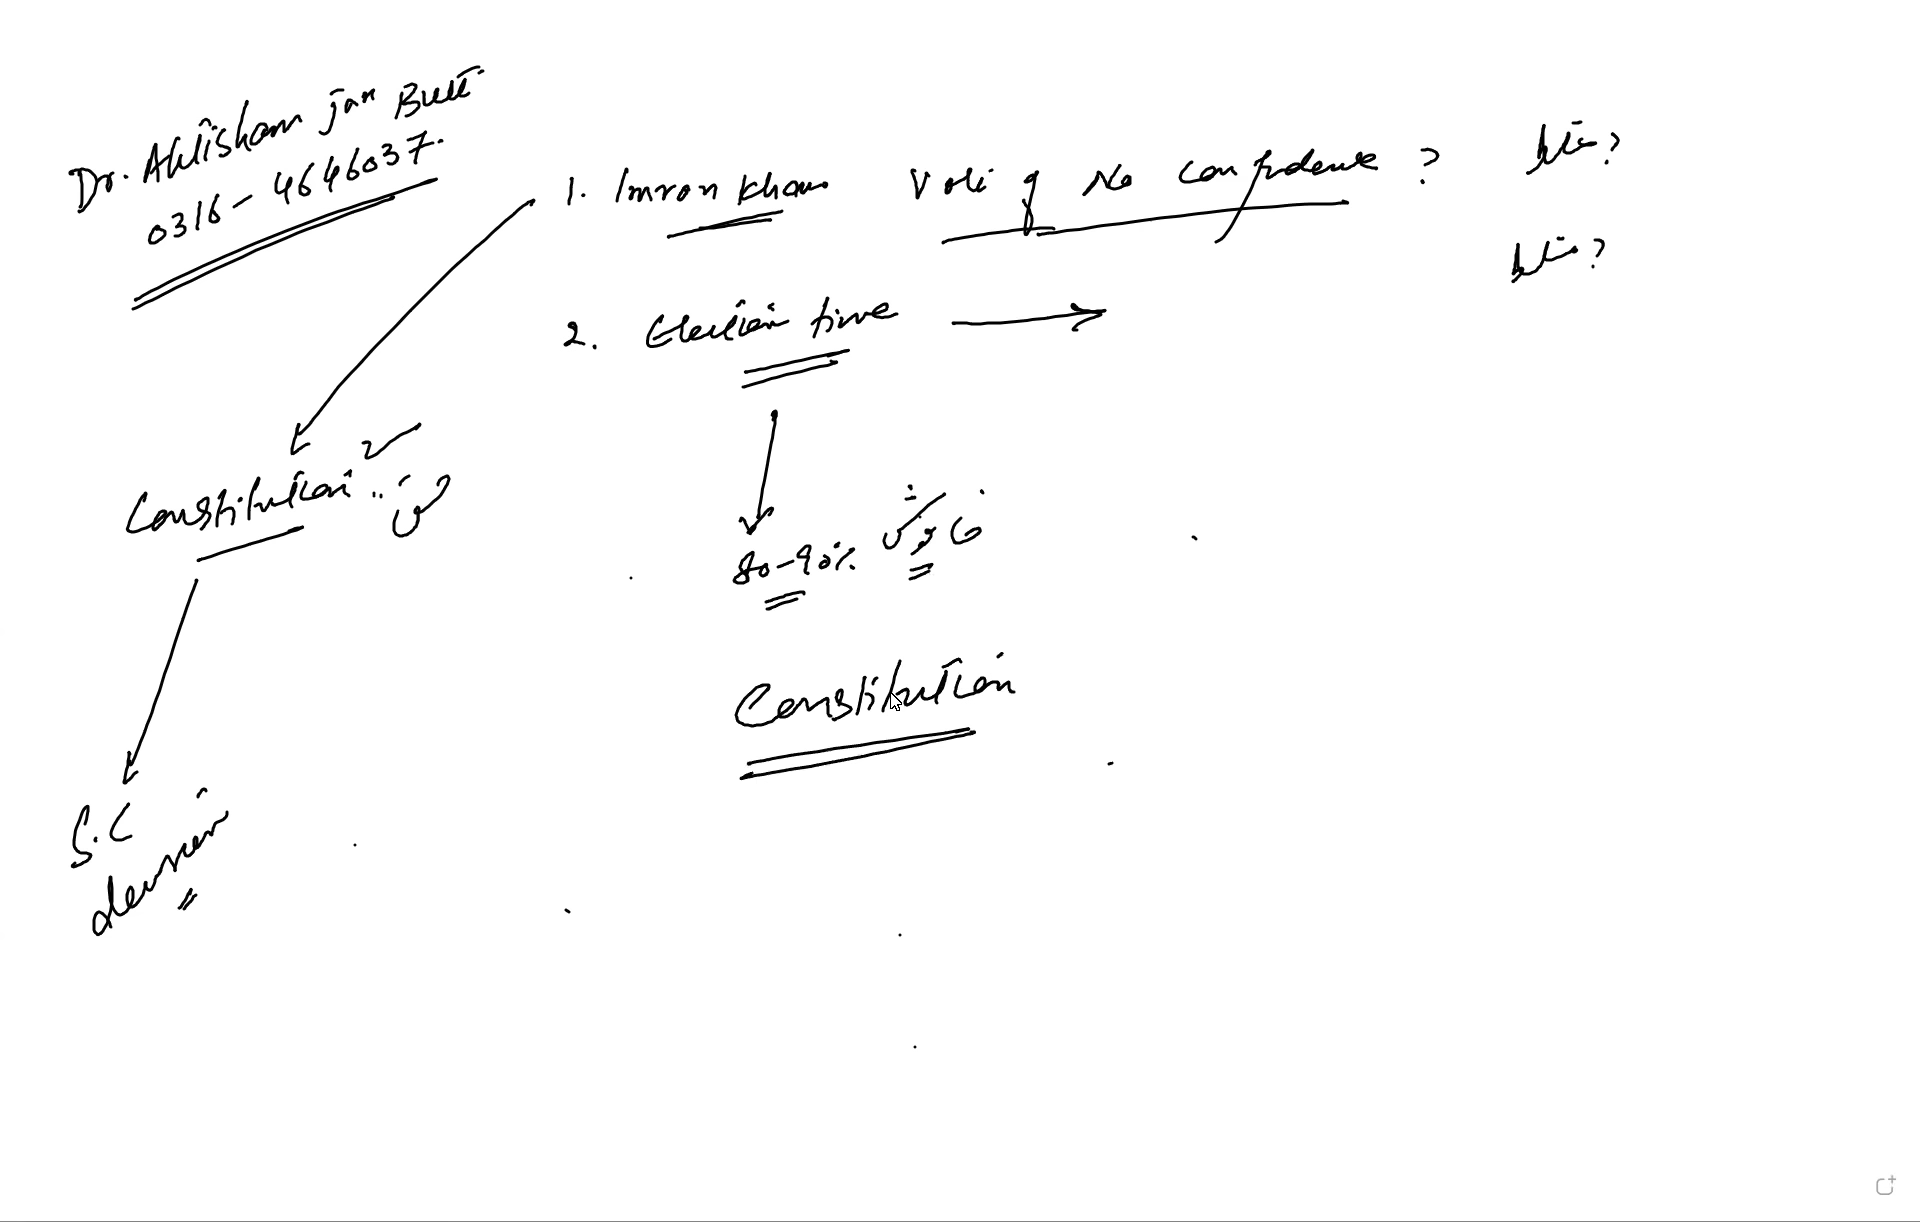 Dr. Ahtisham Jan Butt
0316-4646037.
1. Imran Khan Vote of No Confidence ?
2. Election time
Constitution
80-90% قانون
Constitution
S.C
decision